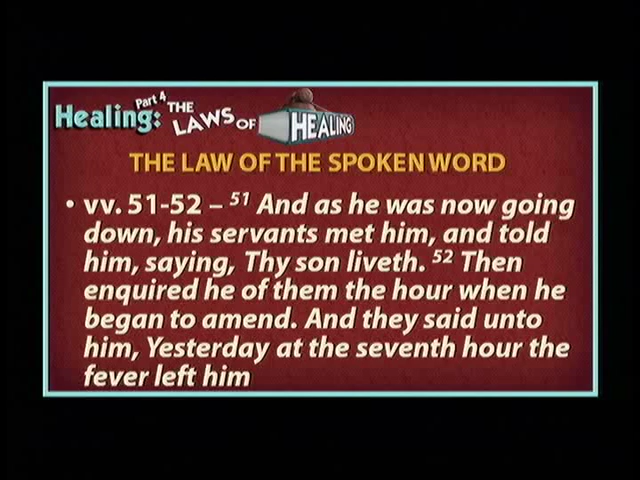 Healing: Part 4 THE LAWS OF HEALING
THE LAW OF THE SPOKEN WORD
• vv. 51-52 – 51 And as he was now going
down, his servants met him, and told
him, saying, Thy son liveth. 52 Then
enquired he of them the hour when he
began to amend. And they said unto
him, Yesterday at the seventh hour the
fever left him